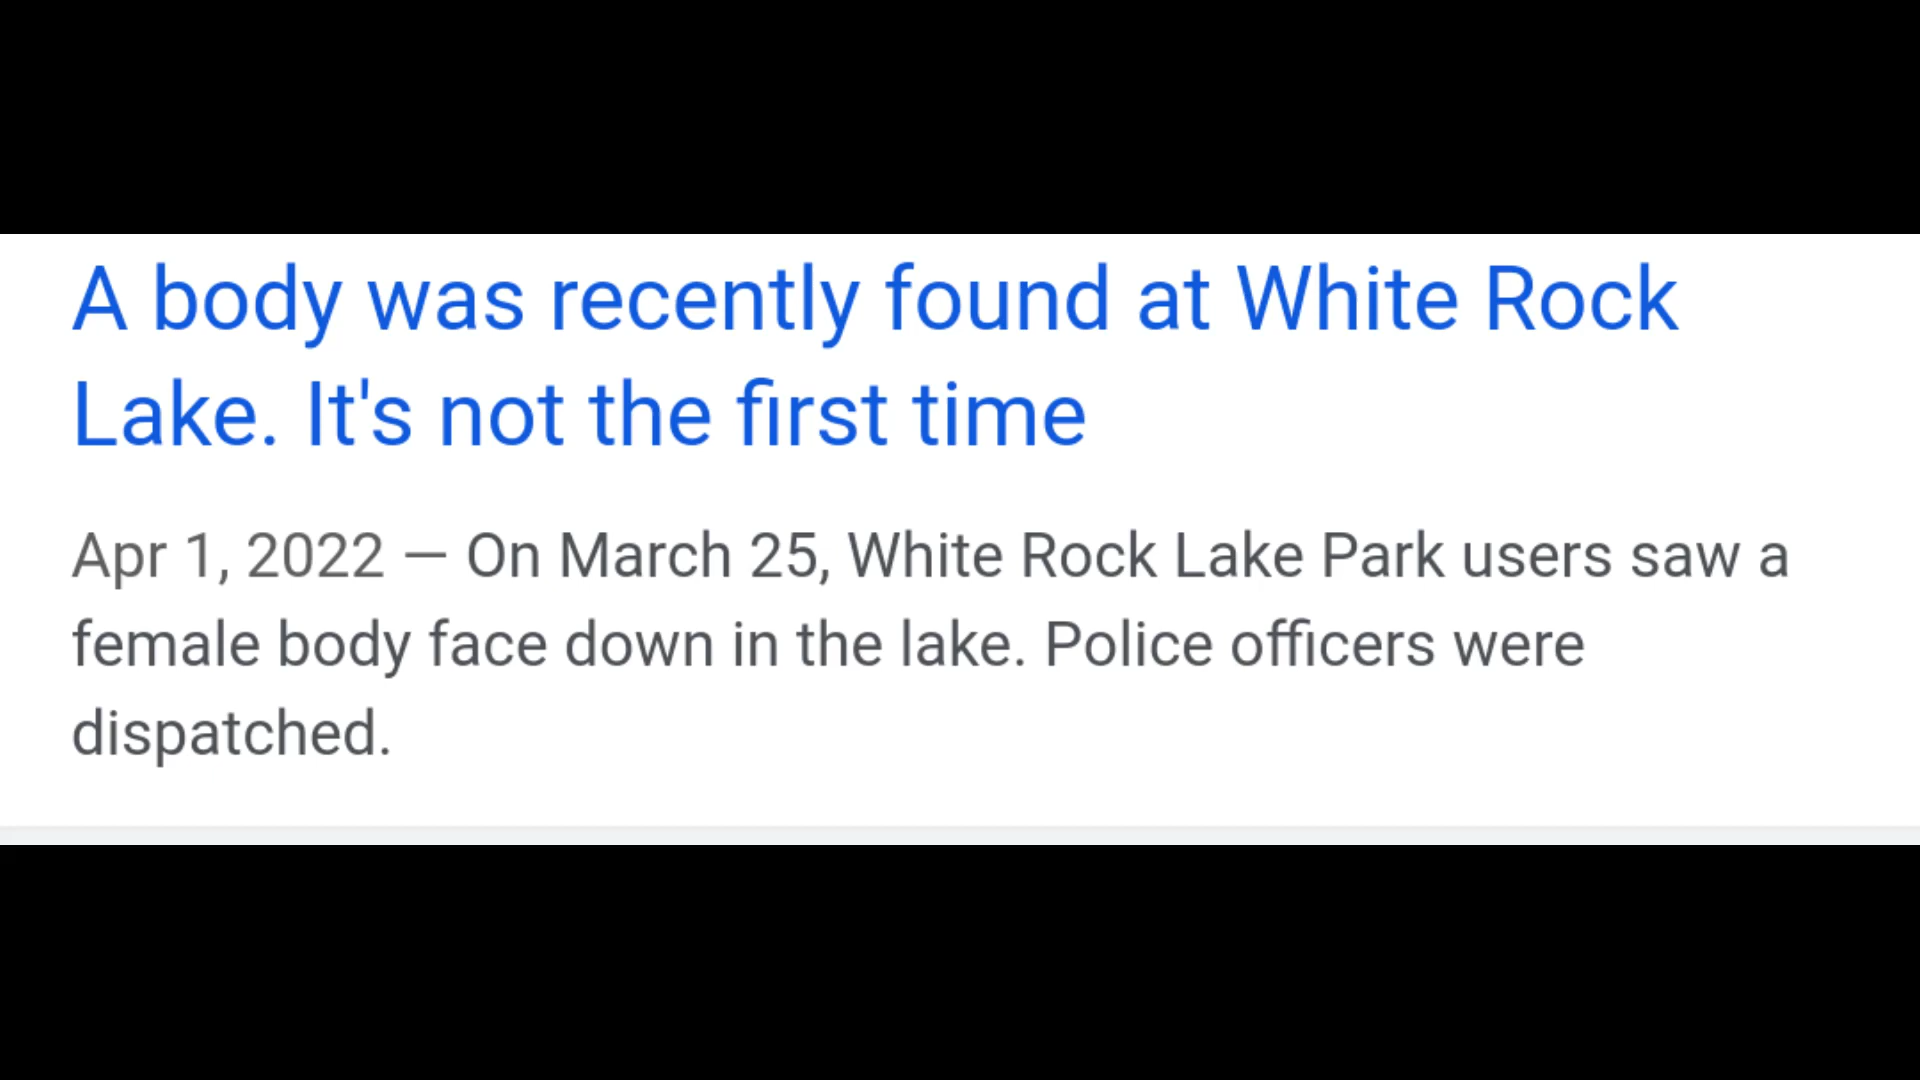 A body was recently found at White Rock
Lake. It's not the first time
Apr 1, 2022 — On March 25, White Rock Lake Park users saw a
female body face down in the lake. Police officers were
dispatched.